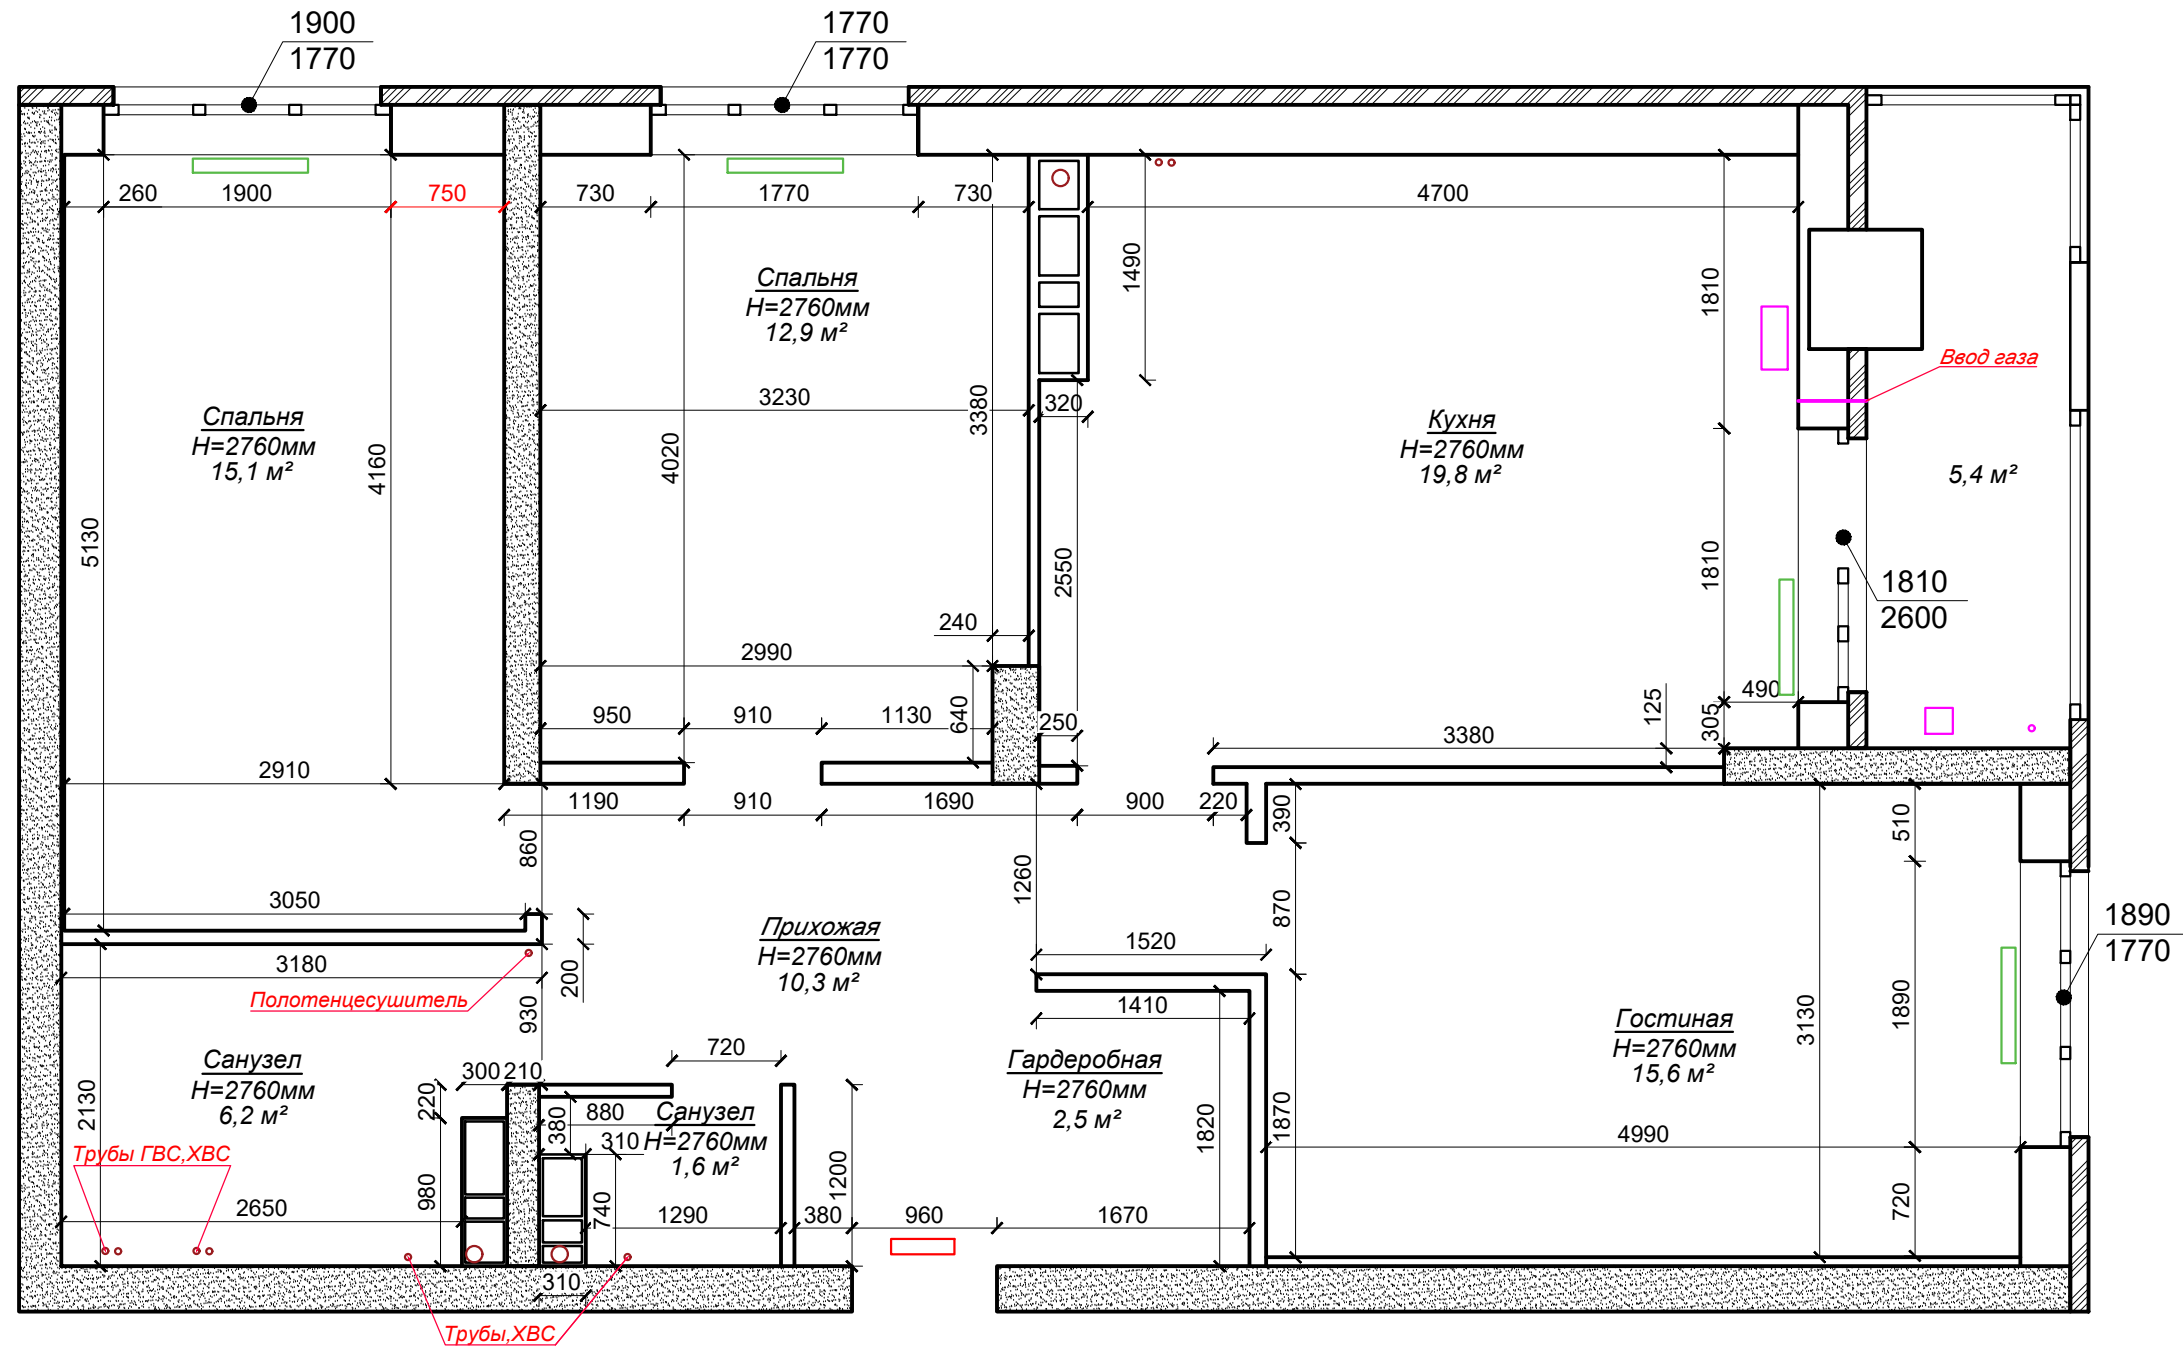 1900
1770
1770
1770
260
1900
750
730
1770
730
4700
1490
1810
Спальня
H=2760мм
12,9 м²
Ввод газа
3230
3380
320
Спальня
H=2760мм
15,1 м²
4160
4020
Кухня
H=2760мм
19,8 м²
5,4 м²
5130
2550
1810
1810
2600
240
2990
640
950
910
1130
250
490
125
305
3380
2910
1190
910
1690
900
220
390
510
860
1260
3050
870
1520
Прихожая
H=2760мм
10,3 м²
1890
1770
3180
200
Полотенцесушитель
930
1410
1890
3130
Гостиная
H=2760мм
15,6 м²
720
Санузел
H=2760мм
6,2 м²
300
210
220
2130
Гардеробная
H=2760мм
2,5 м²
380
880
Санузел
H=2760мм
1,6 м²
310
1820
1870
4990
Трубы ГВС,ХВС
980
1200
740
720
2650
1290
380
960
1670
310
Трубы,ХВС